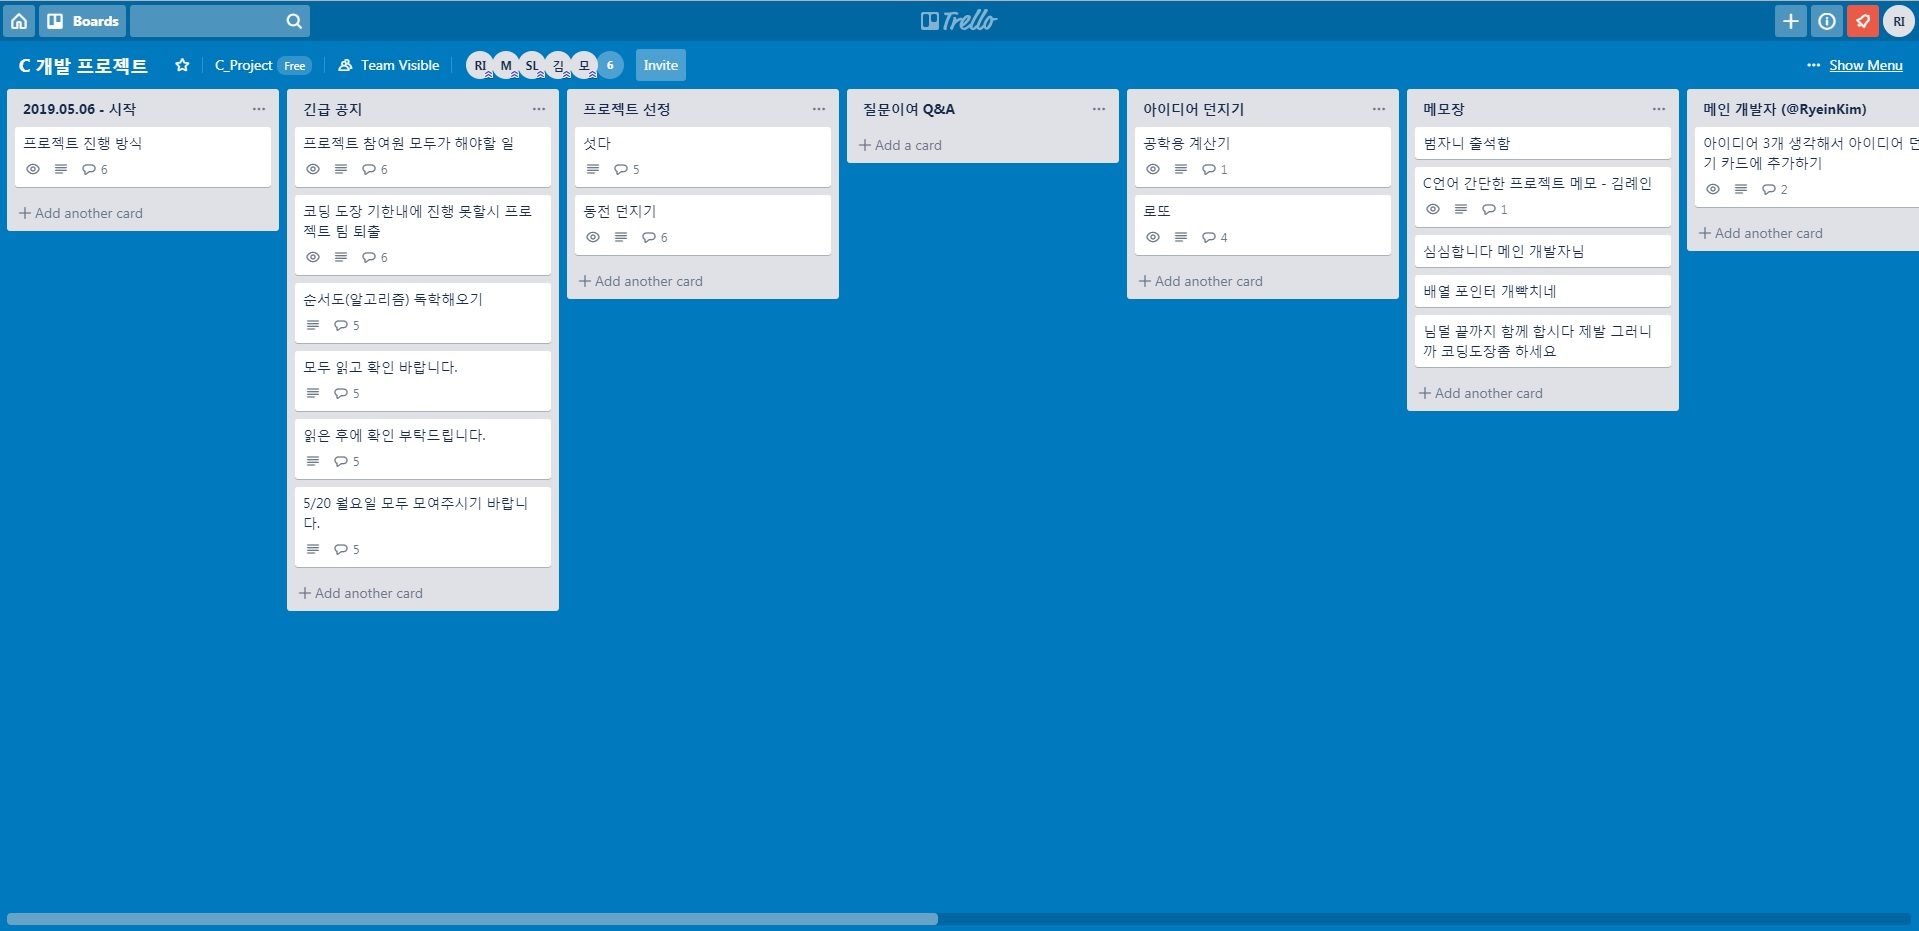 Boards
Trello
RI
C 개발 프로젝트
C_Project Free
Team Visible
RI M SL 김 모 6
Invite
Show Menu
2019.05.06 - 시작
프로젝트 진행 방식
6
Add another card
긴급 공지
프로젝트 참여원 모두가 해야할 일
6
코딩 도장 기한내에 진행 못할시 프로
젝트 팀 퇴출
6
순서도(알고리즘) 독학해오기
5
모두 읽고 확인 바랍니다.
5
읽은 후에 확인 부탁드립니다.
5
5/20 월요일 모두 모여주시기 바랍니
다.
5
Add another card
프로젝트 선정
섯다
5
동전 던지기
6
Add another card
질문이여 Q&A
Add a card
아이디어 던지기
공학용 계산기
1
로또
4
Add another card
메모장
범자니 출석함
C언어 간단한 프로젝트 메모 - 김례인
1
심심합니다 메인 개발자님
배열 포인터 개빡치네
님덜 끝까지 함께 합시다 제발 그러니
까 코딩도장좀 하세요
Add another card
메인 개발자 (@RyeinKim)
아이디어 3개 생각해서 아이디어 던
기 카드에 추가하기
2
Add another card